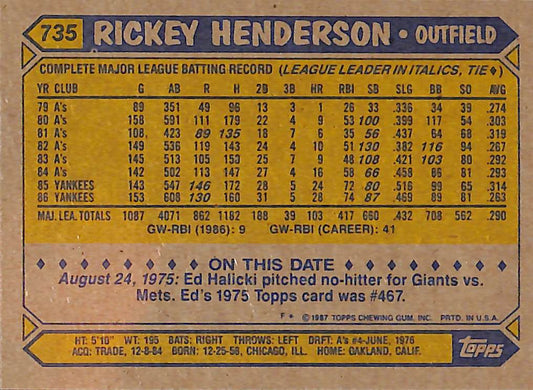 735 RICKEY HENDERSON • OUTFIELD
COMPLETE MAJOR LEAGUE BATTING RECORD (LEAGUE LEADER IN ITALICS, TIE♦)
YR CLUB G AB R H 2B 3B HR RBI SB SLG BB SO AVG
79 A's 89 351 49 96 13 3 1 26 33 .336 34 39 .274
80 A's 158 591 111 179 22 4 9 53 100 .399 117 54 .303
81 A's 108 423 89 135 18 7 6 35 56 .437 64 68 .319
82 A's 149 536 119 143 24 4 10 51 130 .382 116 94 .267
83 A's 145 513 105 150 25 7 9 48 108 .421 103 80 .292
84 A's 142 502 113 147 27 4 16 58 66 .458 86 81 .293
85 YANKEES 143 547 146 172 28 5 24 72 80 .516 99 65 .314
86 YANKEES 153 608 130 160 31 5 28 74 87 .469 89 81 .263
MAJ. LEA. TOTALS 1087 4071 862 1182 188 39 103 417 660 .432 708 562 .290
GW-RBI (1986): 9 GW-RBI (CAREER): 41
♦ ♦ ♦ ♦ ♦ ♦ ♦ ♦ ON THIS DATE ♦ ♦ ♦ ♦ ♦ ♦ ♦ ♦
August 24, 1975: Ed Halicki pitched no-hitter for Giants vs.
Mets. Ed's 1975 Topps card was #467.
F * © 1987 TOPPS CHEWING GUM, INC. PRTD. IN U.S.A.
HT: 5'10" WT: 195 BATS: RIGHT THROWS: LEFT DRAFT: A's #4-JUNE, 1976
ACQ: TRADE, 12-8-84 BORN: 12-25-58, CHICAGO, ILL. HOME: OAKLAND, CALIF.
Topps